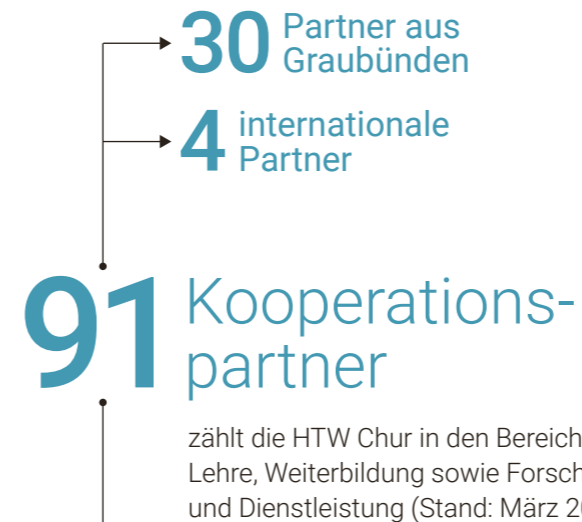 30 Partner aus
Graubünden
4 internationale
Partner
91 Kooperations-
partner
zählt die HTW Chur in den Bereich
Lehre, Weiterbildung sowie Forsch
und Dienstleistung (Stand: März 20